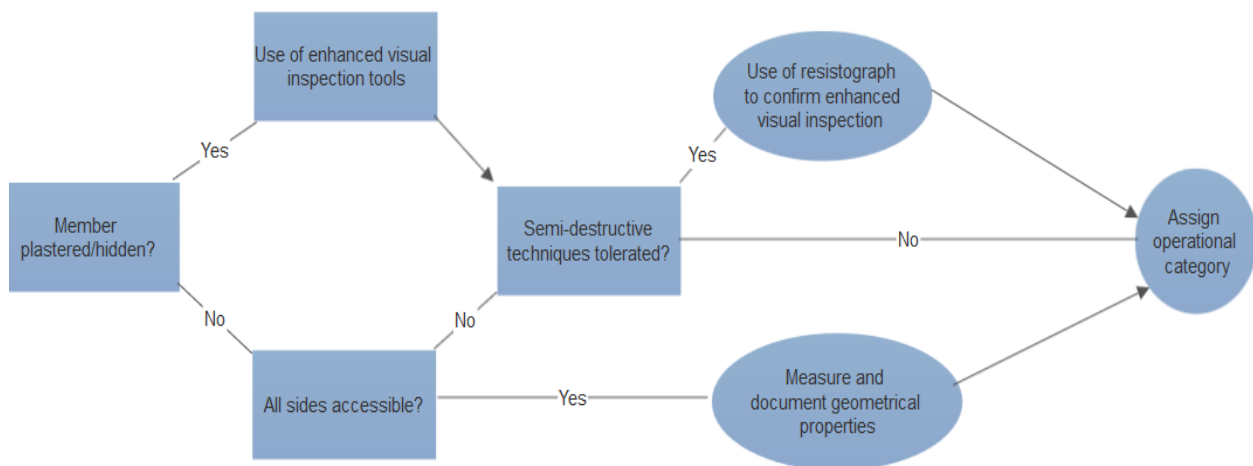 Use of enhanced visual
inspection tools
Use of resistograph
to confirm enhanced
visual inspection
Yes
Yes
Member
plastered/hidden?
Semi-destructive
techniques tolerated?
No
Assign
operational
category
No
No
All sides accessible?
Yes
Measure and
document geometrical
properties